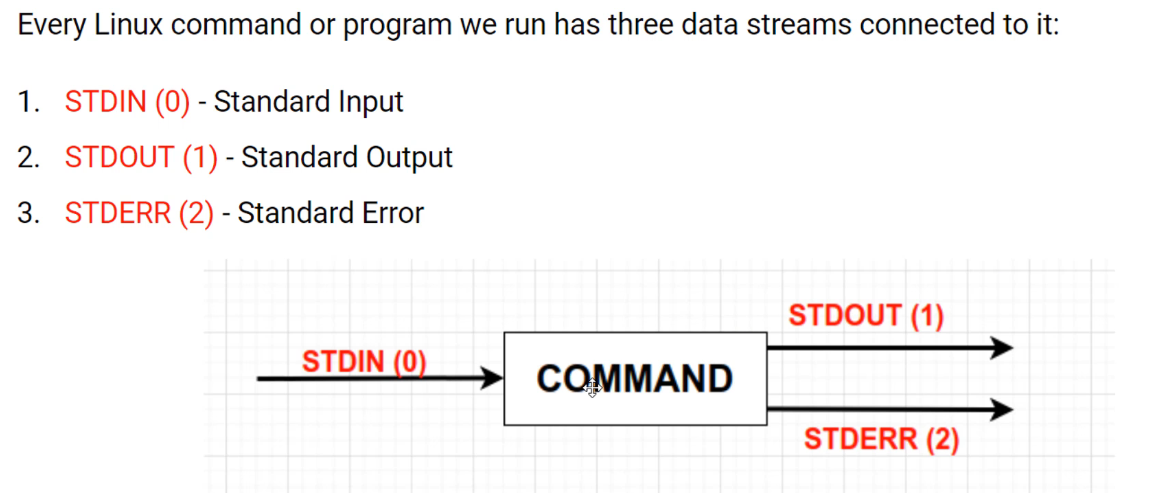 Every Linux command or program we run has three data streams connected to it:
1. STDIN (0) - Standard Input
2. STDOUT (1) - Standard Output
3. STDERR (2) - Standard Error
STDOUT (1)
STDIN (0)
COMMAND
STDERR (2)